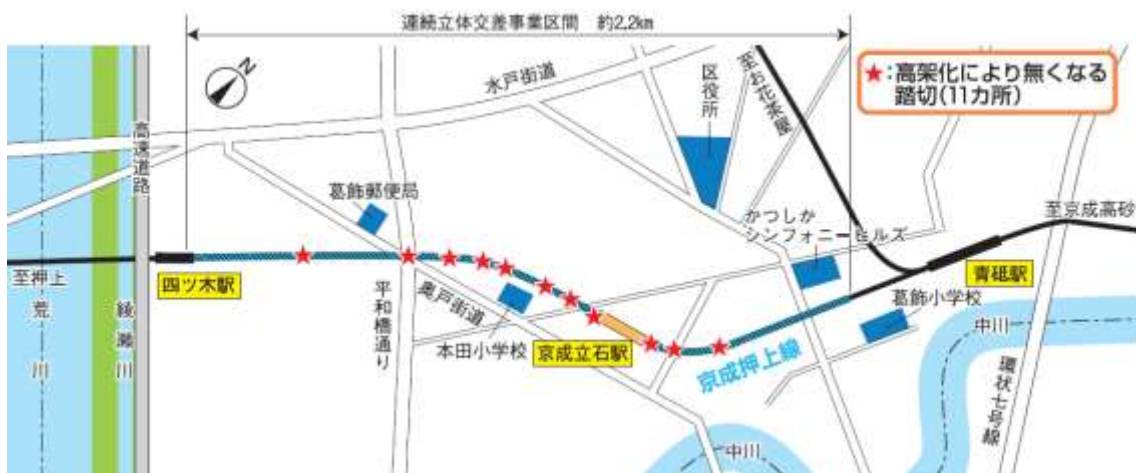 連続立体交差事業区間 約2.2km
N
★:高架化により無くなる
踏切(11カ所)
水戸街道
区役所
至お花茶屋
高速道路
葛飾郵便局
かつしか
シンフォニーヒルズ
至京成高砂
至押上
四ツ木駅
青砥駅
荒川
綾瀬川
平和橋通り
奥戸街道
本田小学校
京成立石駅
京成押上線
葛飾小学校
中川
環状七号線
中川